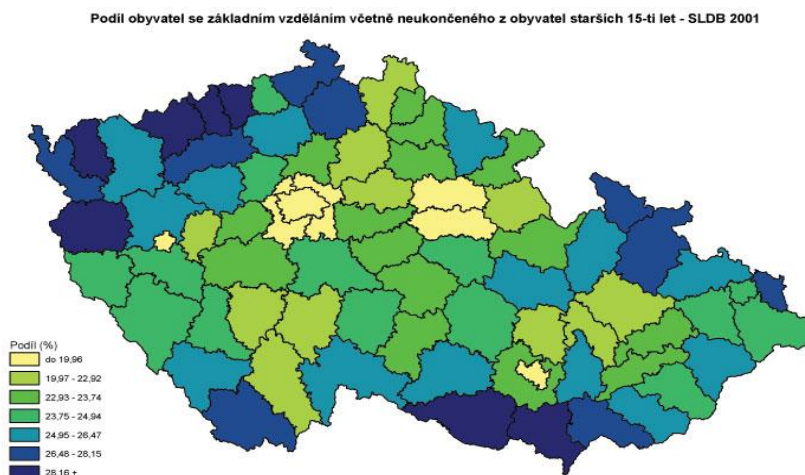 Podíl obyvatel se základním vzděláním včetně neukončeného z obyvatel starších 15-ti let - SLDB 2001
Podíl (%)
do 19,96
19,97 - 22,92
22,93 - 23,74
23,75 - 24,94
24,95 - 26,47
26,48 - 28,15
28,16 +